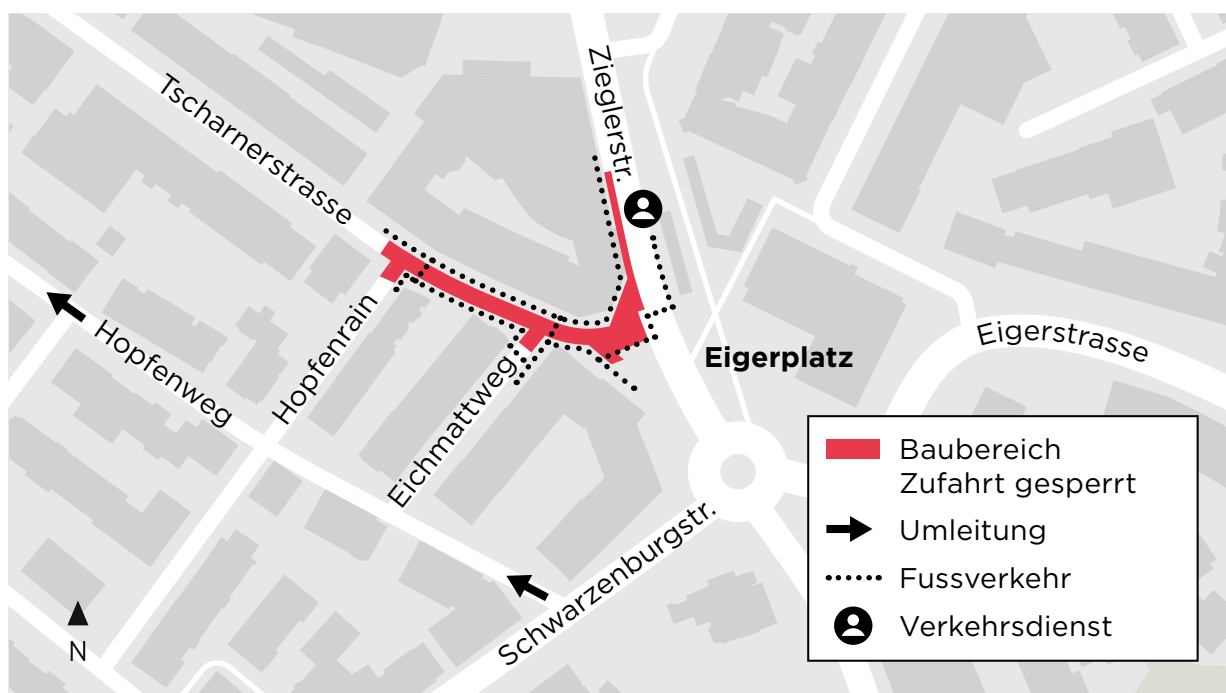 Zieglerstr.
Tscharnerstrasse
Hopfenweg
Hopfenrain
Eichmattweg
Eigerplatz
Eigerstrasse
Schwarzenburgstr.
N
Baubereich
Zufahrt gesperrt
Umleitung
Fussverkehr
Verkehrsdienst